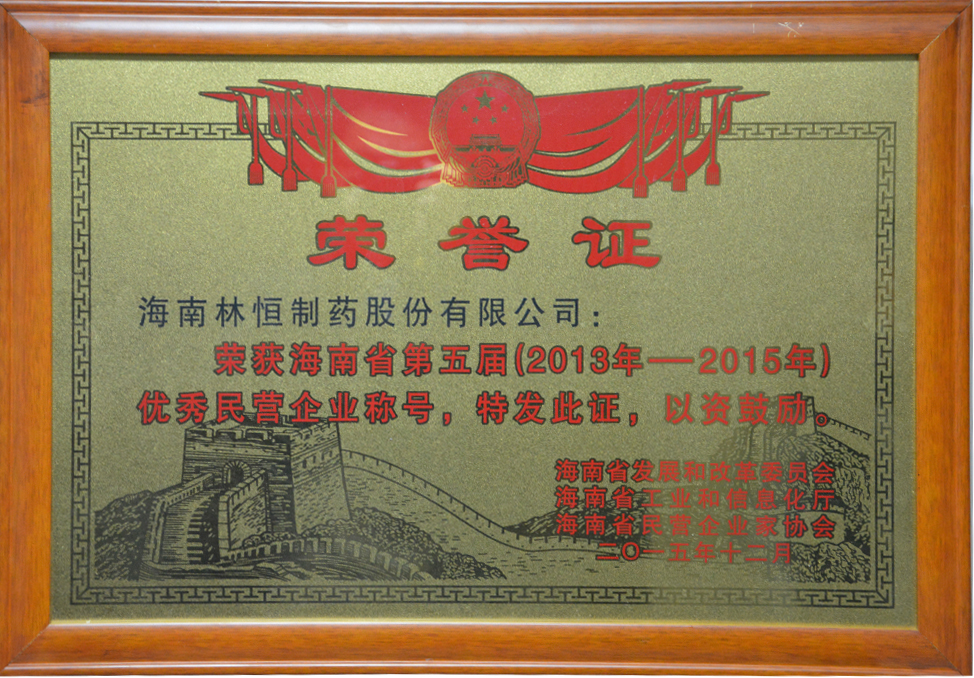 荣誉证
海南林恒制药股份有限公司：
荣获海南省第五届(2013年—2015年)
优秀民营企业称号，特发此证，以资鼓励。
海南省发展和改革委员会
海南省工业和信息化厅
海南省民营企业家协会
二〇一五年十二月